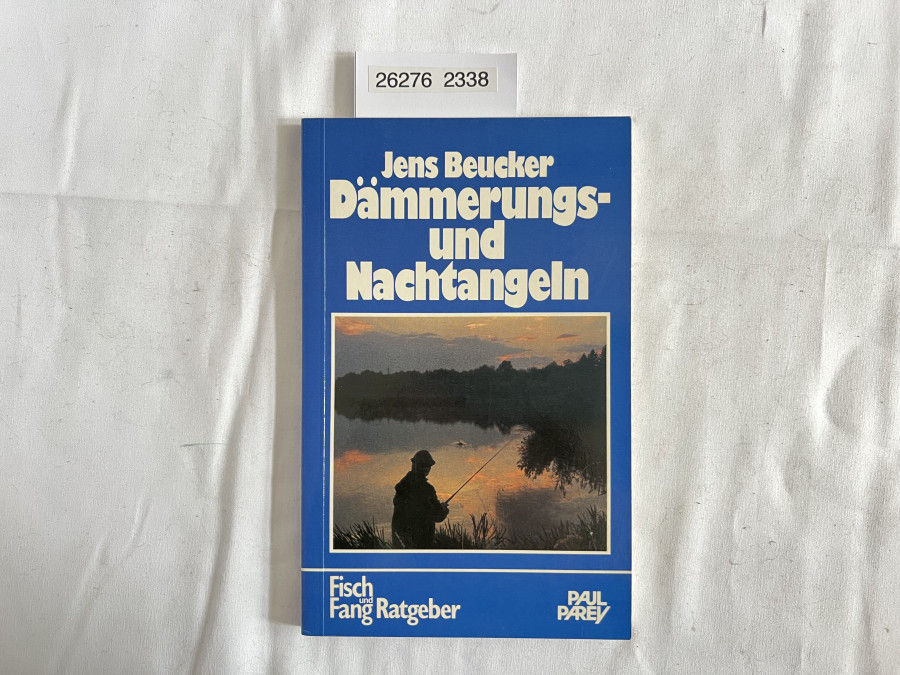 26276 2338
Jens Beucker
Dämmerungs-
und
Nachtangeln
Fisch
und
Fang Ratgeber
PAUL
PAREY